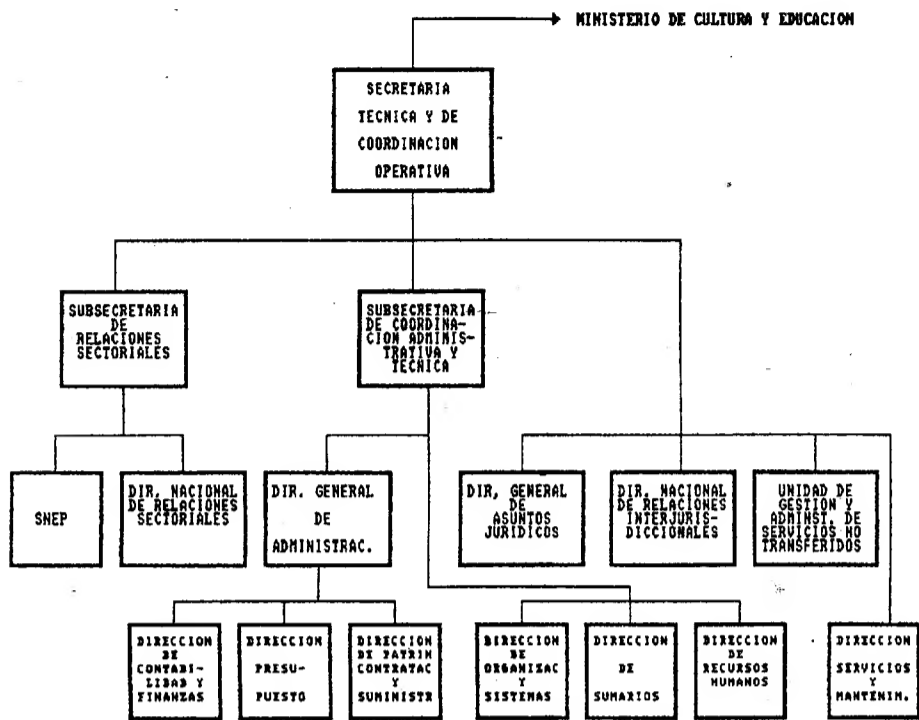 MINISTERIO DE CULTURA Y EDUCACION
SECRETARIA
TECNICA Y DE
COORDINACION
OPERATIVA
SUBSECRETARIA
DE
RELACIONES
SECTORIALES
SUBSECRETARIA
DE COORDINA-
CION ADMINIS-
TRATIVA Y
TECNICA
SNEP
DIR, NACIONAL
DE RELACIONES
SECTORIALES
DIR. GENERAL
DE
ADMINISTRAC.
DIR, GENERAL
DE
ASUNTOS
JURIDICOS
DIR, NACIONAL
DE RELACIONES
INTERJURIS-
DICCIONALES
UNIDAD DE
GESTION Y
ADMINST. DE
SERVICIOS NO
TRANSFERIDOS
DIRECCION
DE
CONTABI-
LIDAD Y
FINANZAS
DIRECCION
PRESU-
PUESTO
DIRECCION
DE PATRIM
CONTRATAC
Y
SUMINISTR
DIRECCION
DE
ORGANIZAC
Y
SISTEMAS
DIRECCION
DE
SUMARIOS
DIRECCION
DE
RECURSOS
HUMANOS
DIRECCION
SERVICIOS
Y
MANTENIM.